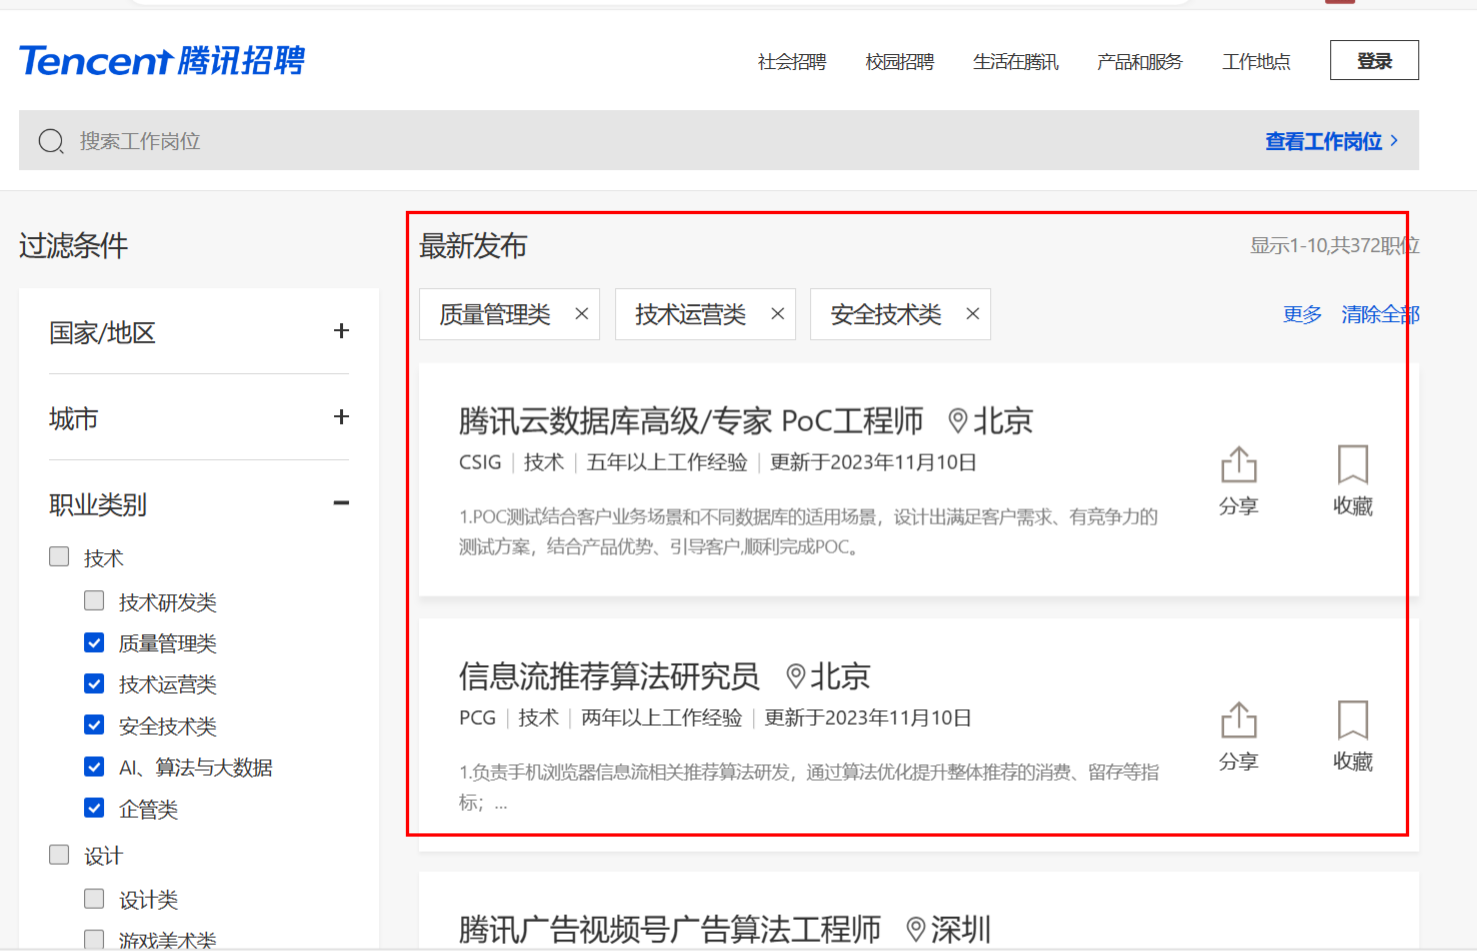 Tencent 腾讯招聘
社会招聘 校园招聘 生活在腾讯 产品和服务 工作地点 登录
搜索工作岗位 查看工作岗位 >
过滤条件
国家/地区 +
城市 +
职业类别 −
技术
技术研发类
质量管理类
技术运营类
安全技术类
AI、算法与大数据
企管类
设计
设计类
游戏美术类
最新发布 显示1-10,共372职位
质量管理类 × 技术运营类 × 安全技术类 × 更多 清除全部
腾讯云数据库高级/专家 PoC工程师 北京
CSIG | 技术 | 五年以上工作经验 | 更新于2023年11月10日
1.POC测试结合客户业务场景和不同数据库的适用场景，设计出满足客户需求、有竞争力的
测试方案，结合产品优势、引导客户,顺利完成POC。
分享 收藏
信息流推荐算法研究员 北京
PCG | 技术 | 两年以上工作经验 | 更新于2023年11月10日
1.负责手机浏览器信息流相关推荐算法研发，通过算法优化提升整体推荐的消费、留存等指
标；...
分享 收藏
腾讯广告视频号广告算法工程师 深圳